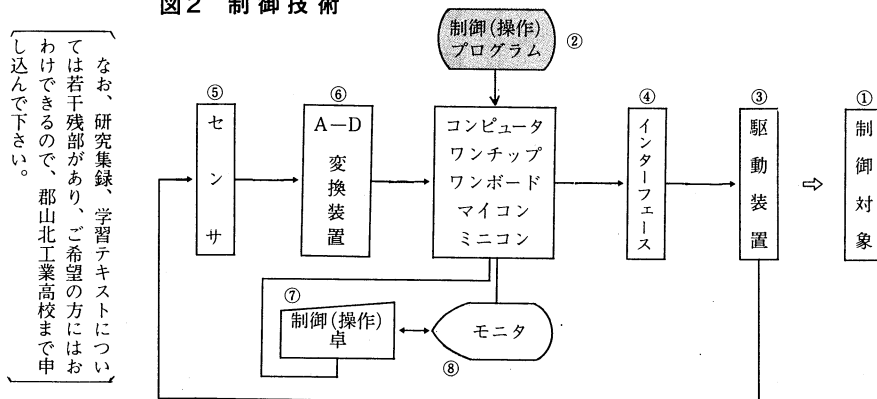 図2 制御技術
制御(操作)
プログラム
②
⑤
センサ
⑥
A-D
変換装置
コンピュータ
ワンチップ
ワンボード
マイコン
ミニコン
④
インターフェース
③
駆動装置
①
制御対象
⑦
制御(操作)
卓
モニタ
⑧
なお、研究集録、学習テキストについ
ては若干残部があり、ご希望の方にはお
わけできるので、郡山北工業高校まで申
し込んで下さい。